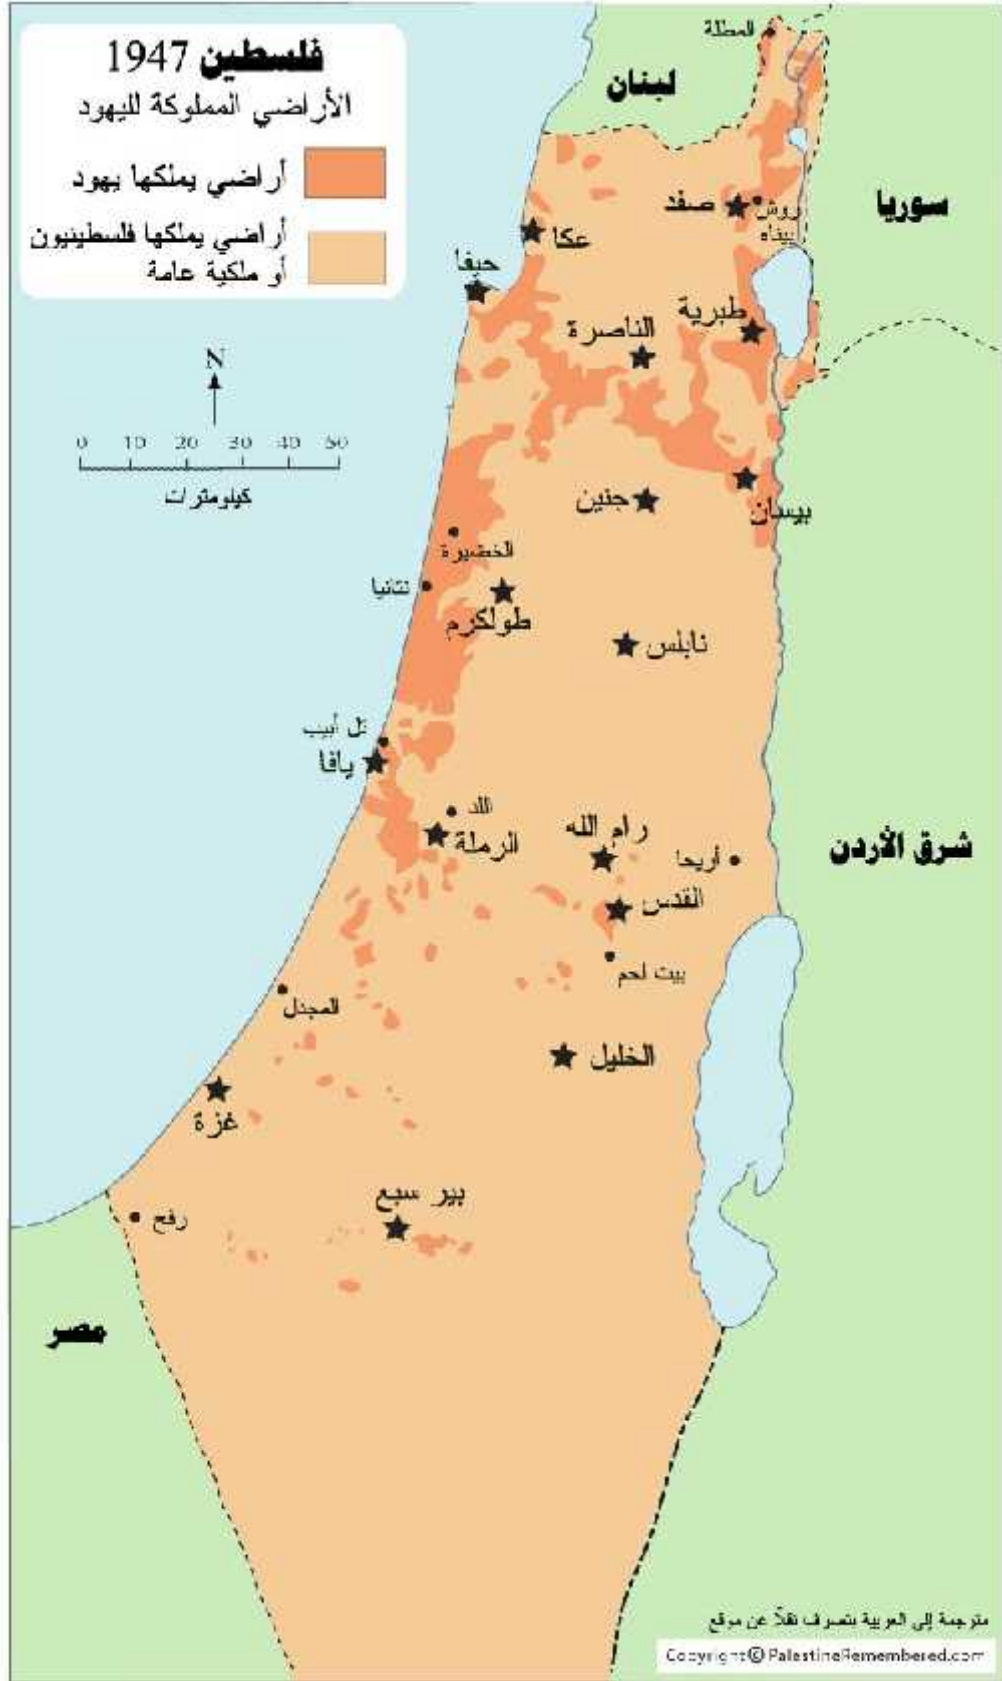 فلسطين 1947
الأراضي المملوكة لليهود
أراضي يملكها يهود
أراضي يملكها فلسطينيون
أو ملكية عامة
المطلة
لبنان
سوريا
صفد
روش
بيناه
عكا
حيفا
طبرية
الناصرة
N
0 10 20 30 40 50
كيلومترات
بيسان
جنين
الخضيرة
نتانيا
طولكرم
نابلس
تل أبيب
يافا
اللد
الرملة
رام الله
أريحا
شرق الأردن
القدس
بيت لحم
المجدل
الخليل
غزة
بير سبع
رفح
مصر
مترجمة إلى العربية بتصرف نقلاً عن موقع
Copyright © PalestineRemembered.com